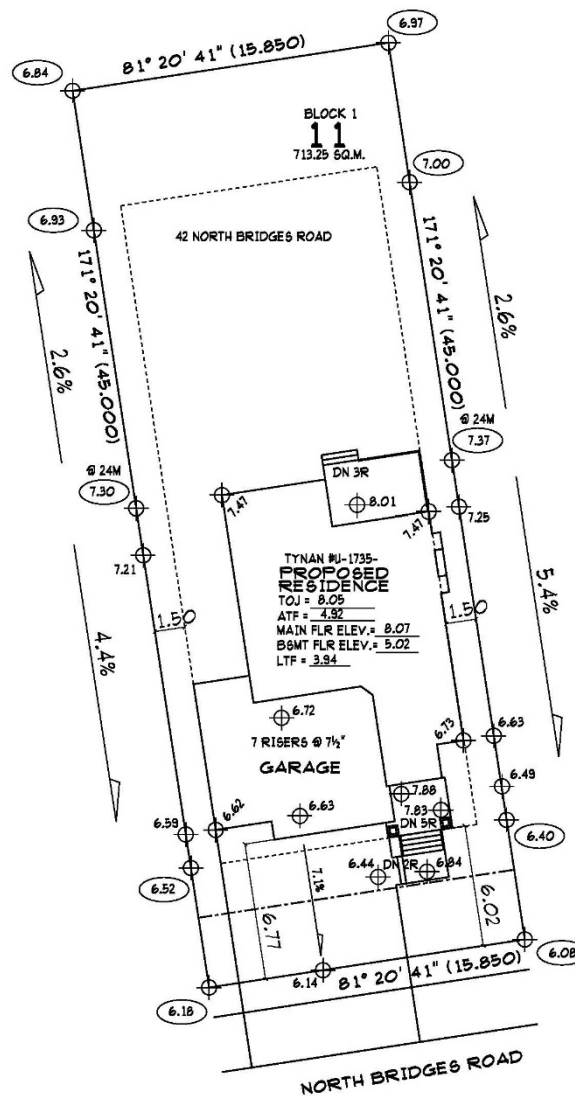 6.97
81° 20' 41" (15.850)
6.84
BLOCK 1
11
713.25 SQ.M.
7.00
6.93
42 NORTH BRIDGES ROAD
171° 20' 41" (45.000)
171° 20' 41" (45.000)
2.6%
2.6%
@ 24M
7.37
DN 3R
@ 24M
7.30
7.47
8.01
7.47
7.25
7.21
TYNAN #U-1735-
PROPOSED
RESIDENCE
TOJ = 8.05
ATF = 4.92
MAIN FLR ELEV.= 8.07
BSMT FLR ELEV.= 5.02
LTF = 3.94
1.50
1.50
5.4%
4.4%
6.72
6.73
6.63
7 RISERS @ 7½"
GARAGE
7.88
6.49
7.83
6.63
6.62
6.59
DN 5R
6.40
6.52
DN 2R
6.84
6.44
7.1%
6.77
6.02
6.08
6.14
81° 20' 41" (15.850)
6.18
NORTH BRIDGES ROAD